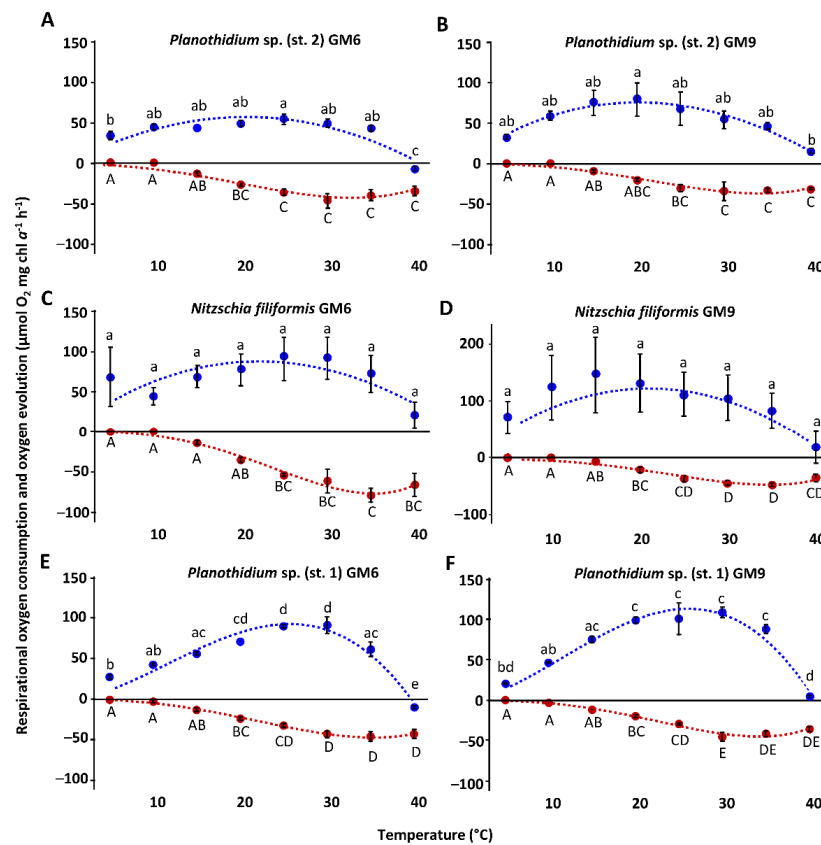 A
Planothidium sp. (st. 2) GM6
150
100
50
0
−50
−100
b
ab
ab
ab
a
ab
ab
c
A
A
AB
BC
C
C
C
C
10
20
30
40
B
Planothidium sp. (st. 2) GM9
150
100
50
0
−50
−100
ab
ab
ab
a
ab
ab
ab
b
A
A
AB
ABC
BC
C
C
C
10
20
30
40
C
Nitzschia filiformis GM6
150
100
50
0
−50
−100
a
a
a
a
a
a
a
a
A
A
A
AB
BC
BC
C
BC
10
20
30
40
D
Nitzschia filiformis GM9
200
100
0
−100
a
a
a
a
a
a
a
a
A
A
AB
BC
CD
D
D
CD
10
20
30
40
E
Planothidium sp. (st. 1) GM6
150
100
50
0
−50
−100
b
ab
ac
cd
d
d
ac
e
A
A
AB
BC
CD
D
D
D
10
20
30
40
F
Planothidium sp. (st. 1) GM9
150
100
50
0
−50
−100
bd
ab
ac
c
c
c
c
d
A
A
AB
BC
CD
E
DE
DE
10
20
30
40
Respirational oxygen consumption and oxygen evolution (µmol O₂ mg chl a⁻¹ h⁻¹)
Temperature (°C)